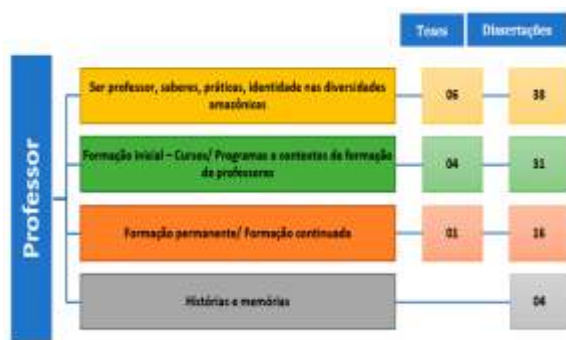 Teses Dissertações
Professor
Ser professor, saberes, práticas, identidade nas diversidades
amazônicas
06 38
Formação inicial – Cursos/ Programas e contextos de formação
de professores
04 31
Formação permanente/ Formação continuada
01 16
Histórias e memórias
04